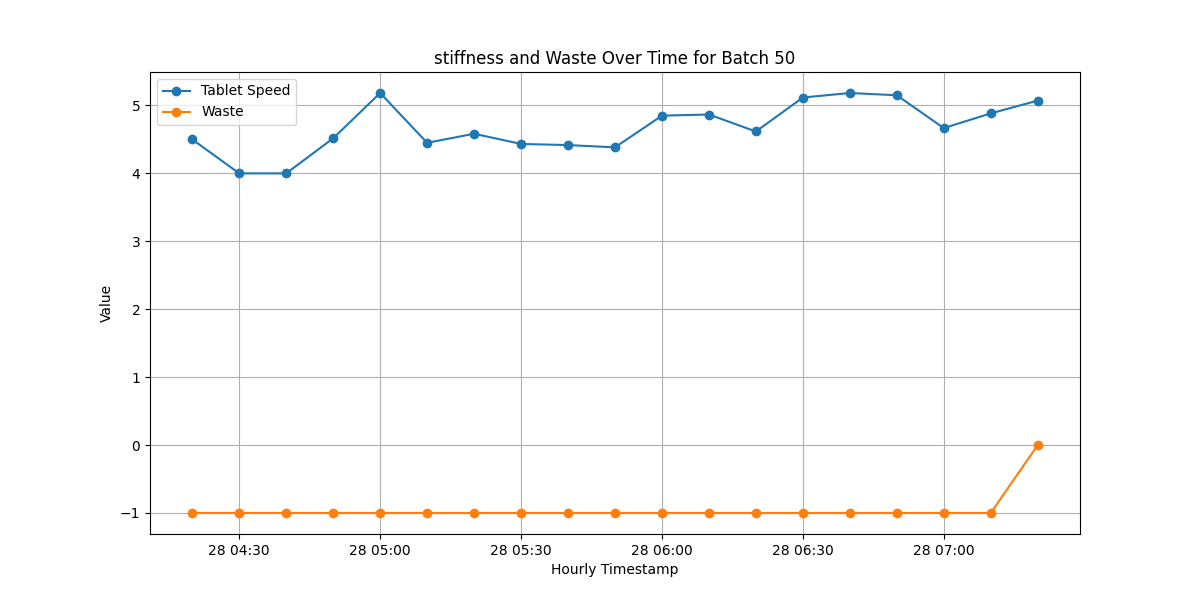 stiffness and Waste Over Time for Batch 50
Tablet Speed
Waste
Value
5
4
3
2
1
0
−1
28 04:30
28 05:00
28 05:30
28 06:00
28 06:30
28 07:00
Hourly Timestamp